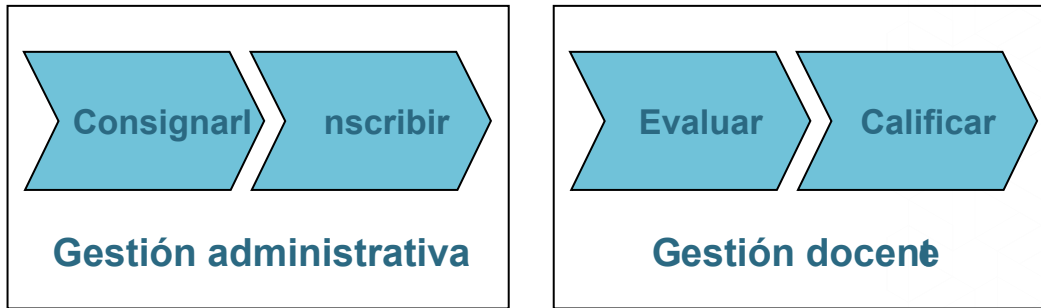 Consignarl nscribir
Evaluar Calificar
Gestión administrativa
Gestión docente